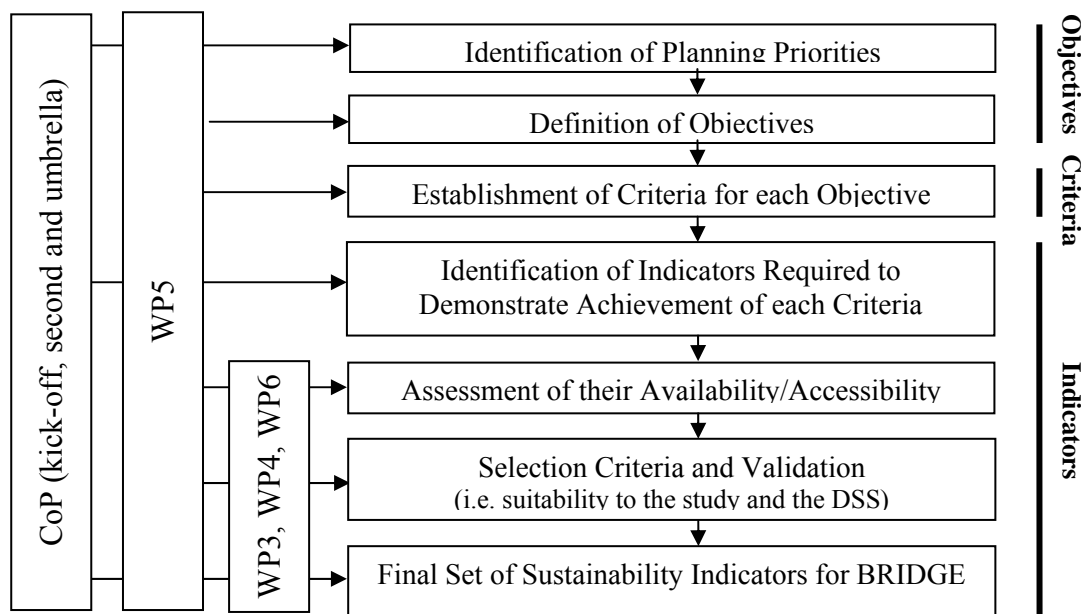 CoP (kick-off, second and umbrella)
WP5
WP3, WP4, WP6
Identification of Planning Priorities
Definition of Objectives
Establishment of Criteria for each Objective
Identification of Indicators Required to
Demonstrate Achievement of each Criteria
Assessment of their Availability/Accessibility
Selection Criteria and Validation
(i.e. suitability to the study and the DSS)
Final Set of Sustainability Indicators for BRIDGE
Objectives
Criteria
Indicators